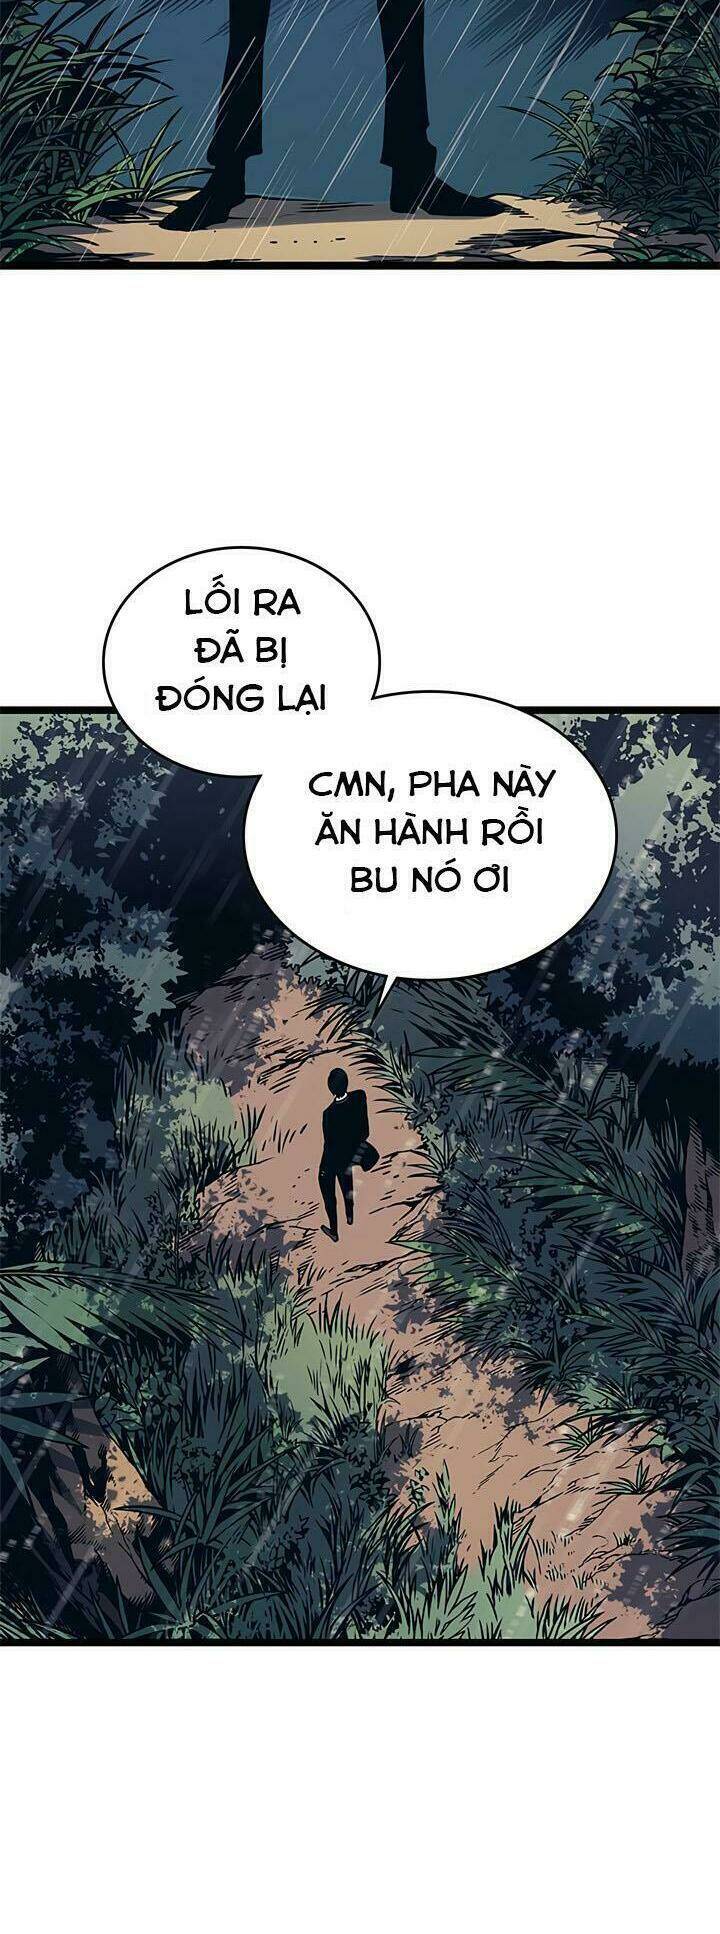 LỐI RA
ĐÃ BỊ
ĐÓNG LẠI
CMN, PHA NÀY
ĂN HÀNH RỒI
BU NÓ ƠI